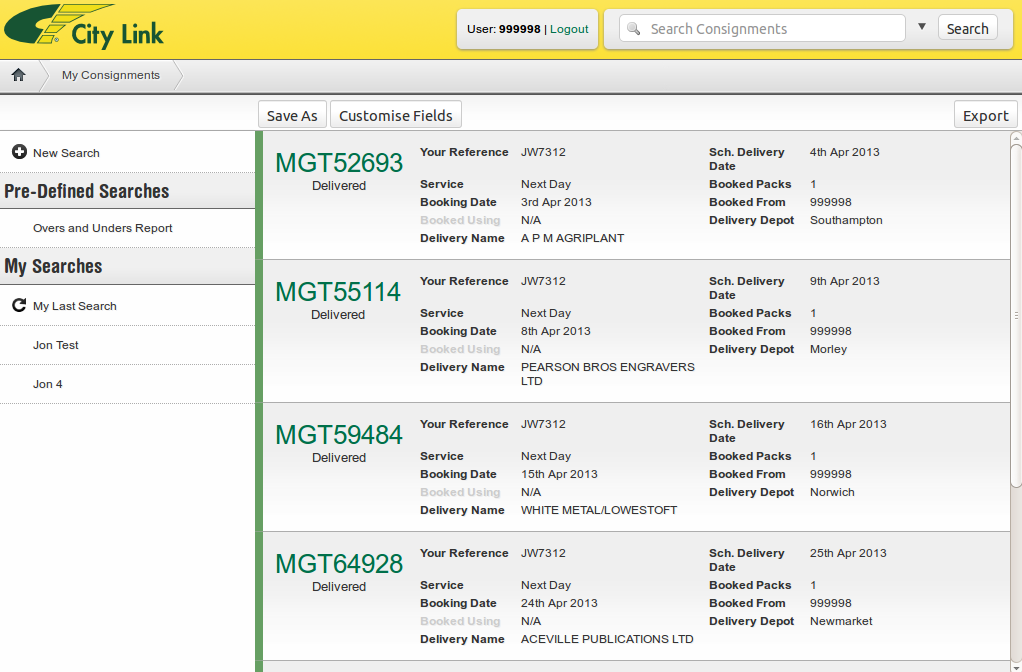 City Link
User: 999998 | Logout
Search Consignments
Search
My Consignments
Save As
Customise Fields
Export
New Search
Pre-Defined Searches
Overs and Unders Report
My Searches
My Last Search
Jon Test
Jon 4
MGT52693
Delivered
Your Reference JW7312
Service Next Day
Booking Date 3rd Apr 2013
Booked Using N/A
Delivery Name A P M AGRIPLANT
Sch. Delivery 4th Apr 2013
Date
Booked Packs 1
Booked From 999998
Delivery Depot Southampton
MGT55114
Delivered
Your Reference JW7312
Service Next Day
Booking Date 8th Apr 2013
Booked Using N/A
Delivery Name PEARSON BROS ENGRAVERS
LTD
Sch. Delivery 9th Apr 2013
Date
Booked Packs 1
Booked From 999998
Delivery Depot Morley
MGT59484
Delivered
Your Reference JW7312
Service Next Day
Booking Date 15th Apr 2013
Booked Using N/A
Delivery Name WHITE METAL/LOWESTOFT
Sch. Delivery 16th Apr 2013
Date
Booked Packs 1
Booked From 999998
Delivery Depot Norwich
MGT64928
Delivered
Your Reference JW7312
Service Next Day
Booking Date 24th Apr 2013
Booked Using N/A
Delivery Name ACEVILLE PUBLICATIONS LTD
Sch. Delivery 25th Apr 2013
Date
Booked Packs 1
Booked From 999998
Delivery Depot Newmarket